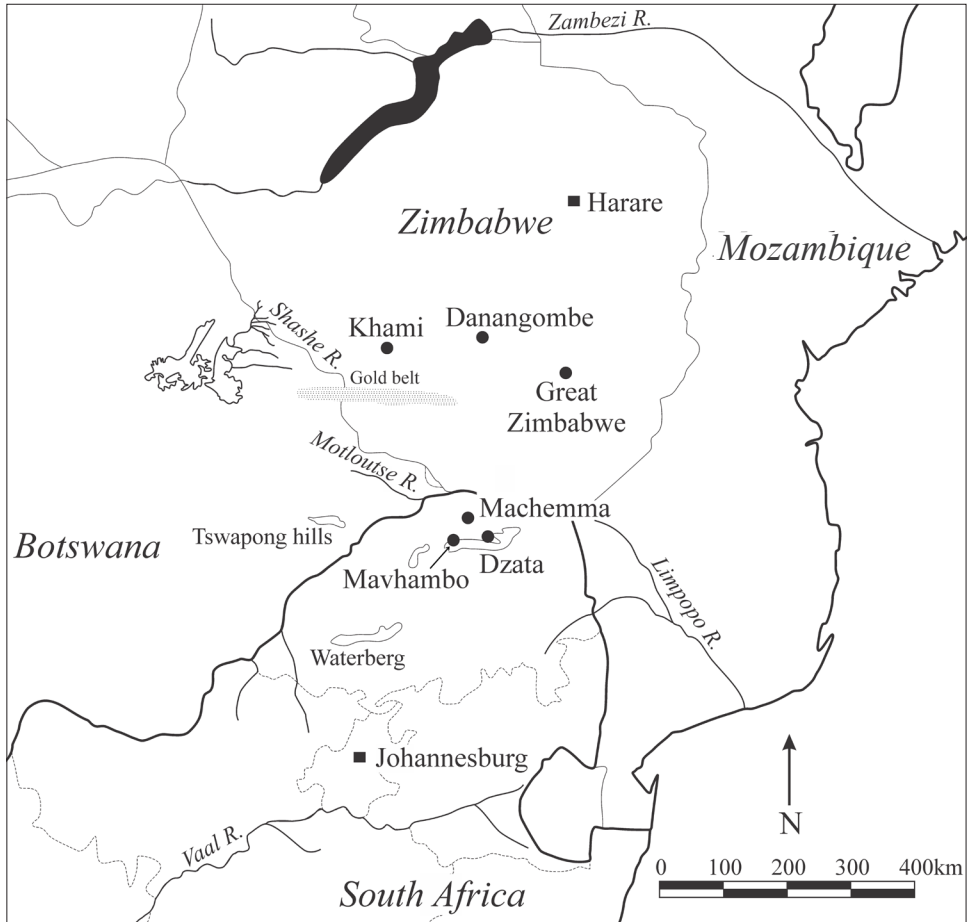 Zambezi R.
Harare
Zimbabwe
Mozambique
Shashe R.
Khami
Danangombe
Gold belt
Great
Zimbabwe
Motloutse R.
Machemma
Tswapong hills
Botswana
Dzata
Mavhambo
Limpopo R.
Waterberg
Johannesburg
N
Vaal R.
0 100 200 300 400km
South Africa